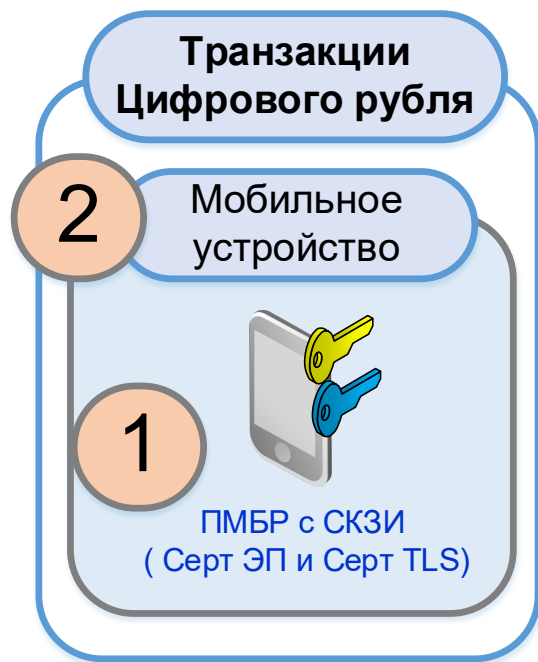 Транзакции
Цифрового рубля
2
Мобильное
устройство
1
ПМБР с СКЗИ
( Серт ЭП и Серт TLS)